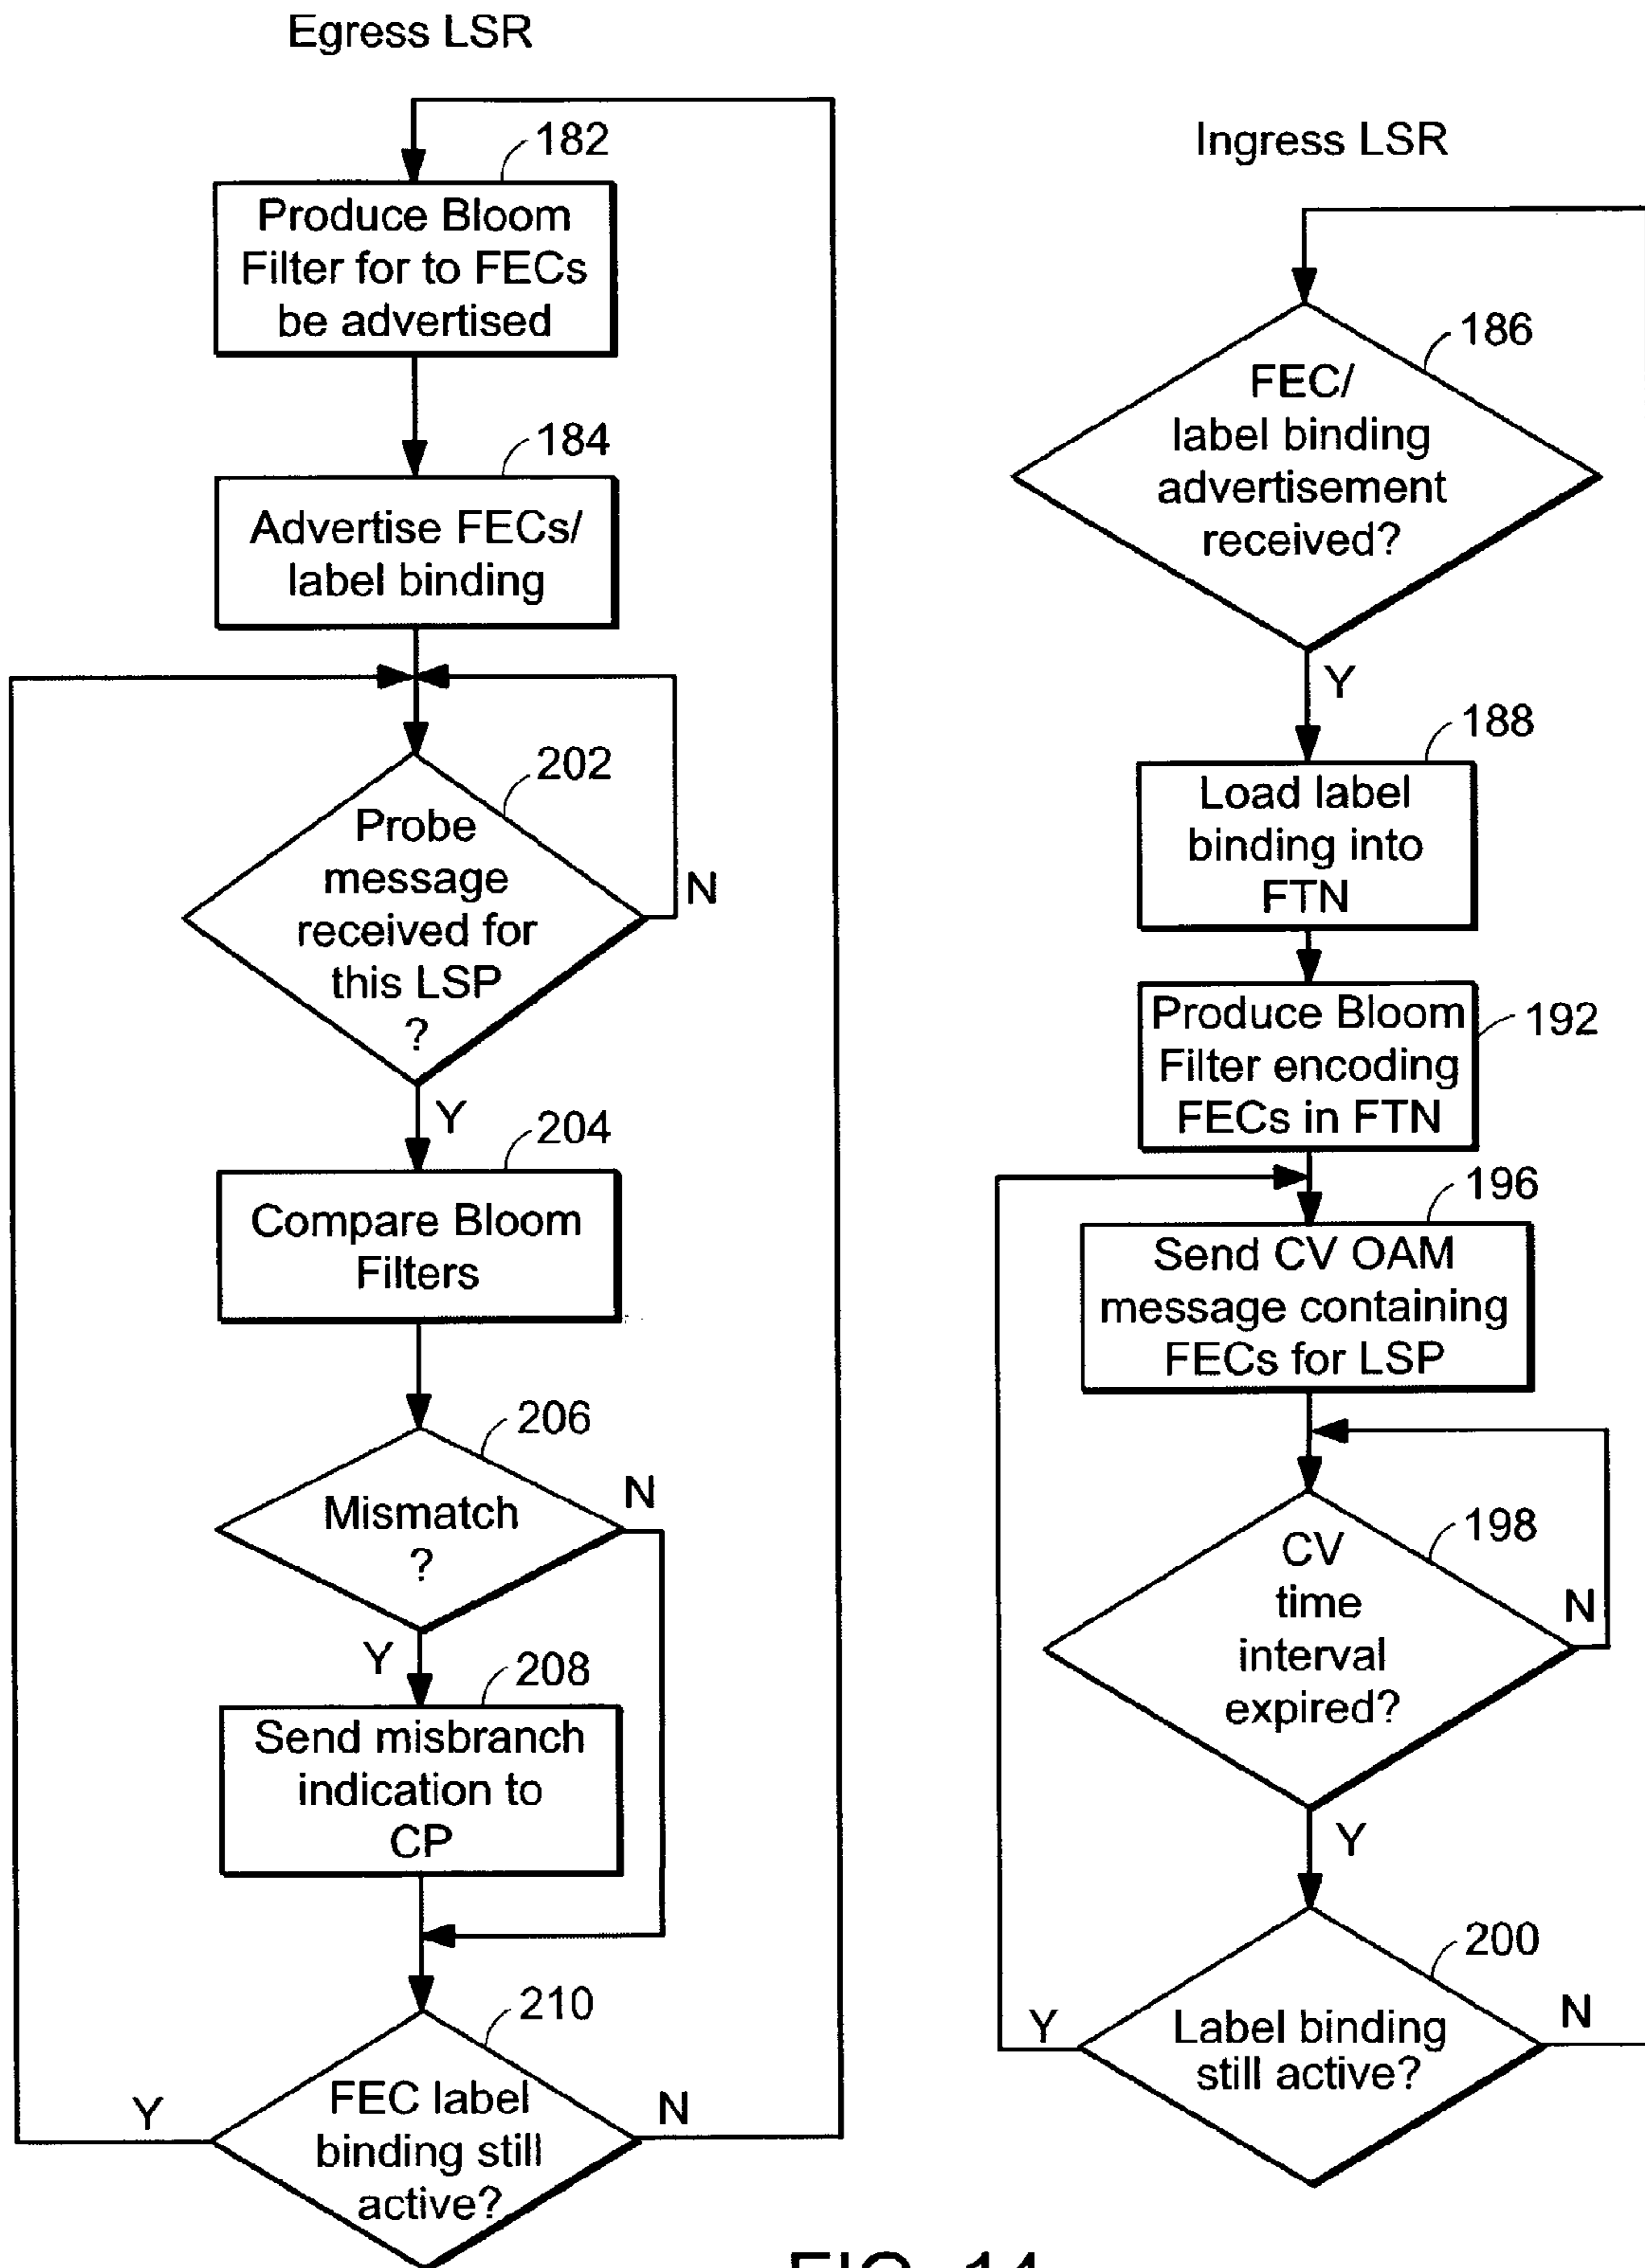 Egress LSR
182
Produce Bloom
Filter for to FECs
be advertised
184
Advertise FECs/
label binding
202
Probe
message
received for
this LSP
?
N
Y
204
Compare Bloom
Filters
206
Mismatch
?
N
Y
208
Send misbranch
indication to
CP
210
FEC label
binding still
active?
Y
N
Ingress LSR
186
FEC/
label binding
advertisement
received?
Y
188
Load label
binding into
FTN
192
Produce Bloom
Filter encoding
FECs in FTN
196
Send CV OAM
message containing
FECs for LSP
198
CV
time
interval
expired?
N
Y
200
Label binding
still active?
Y
N
FIG. 14